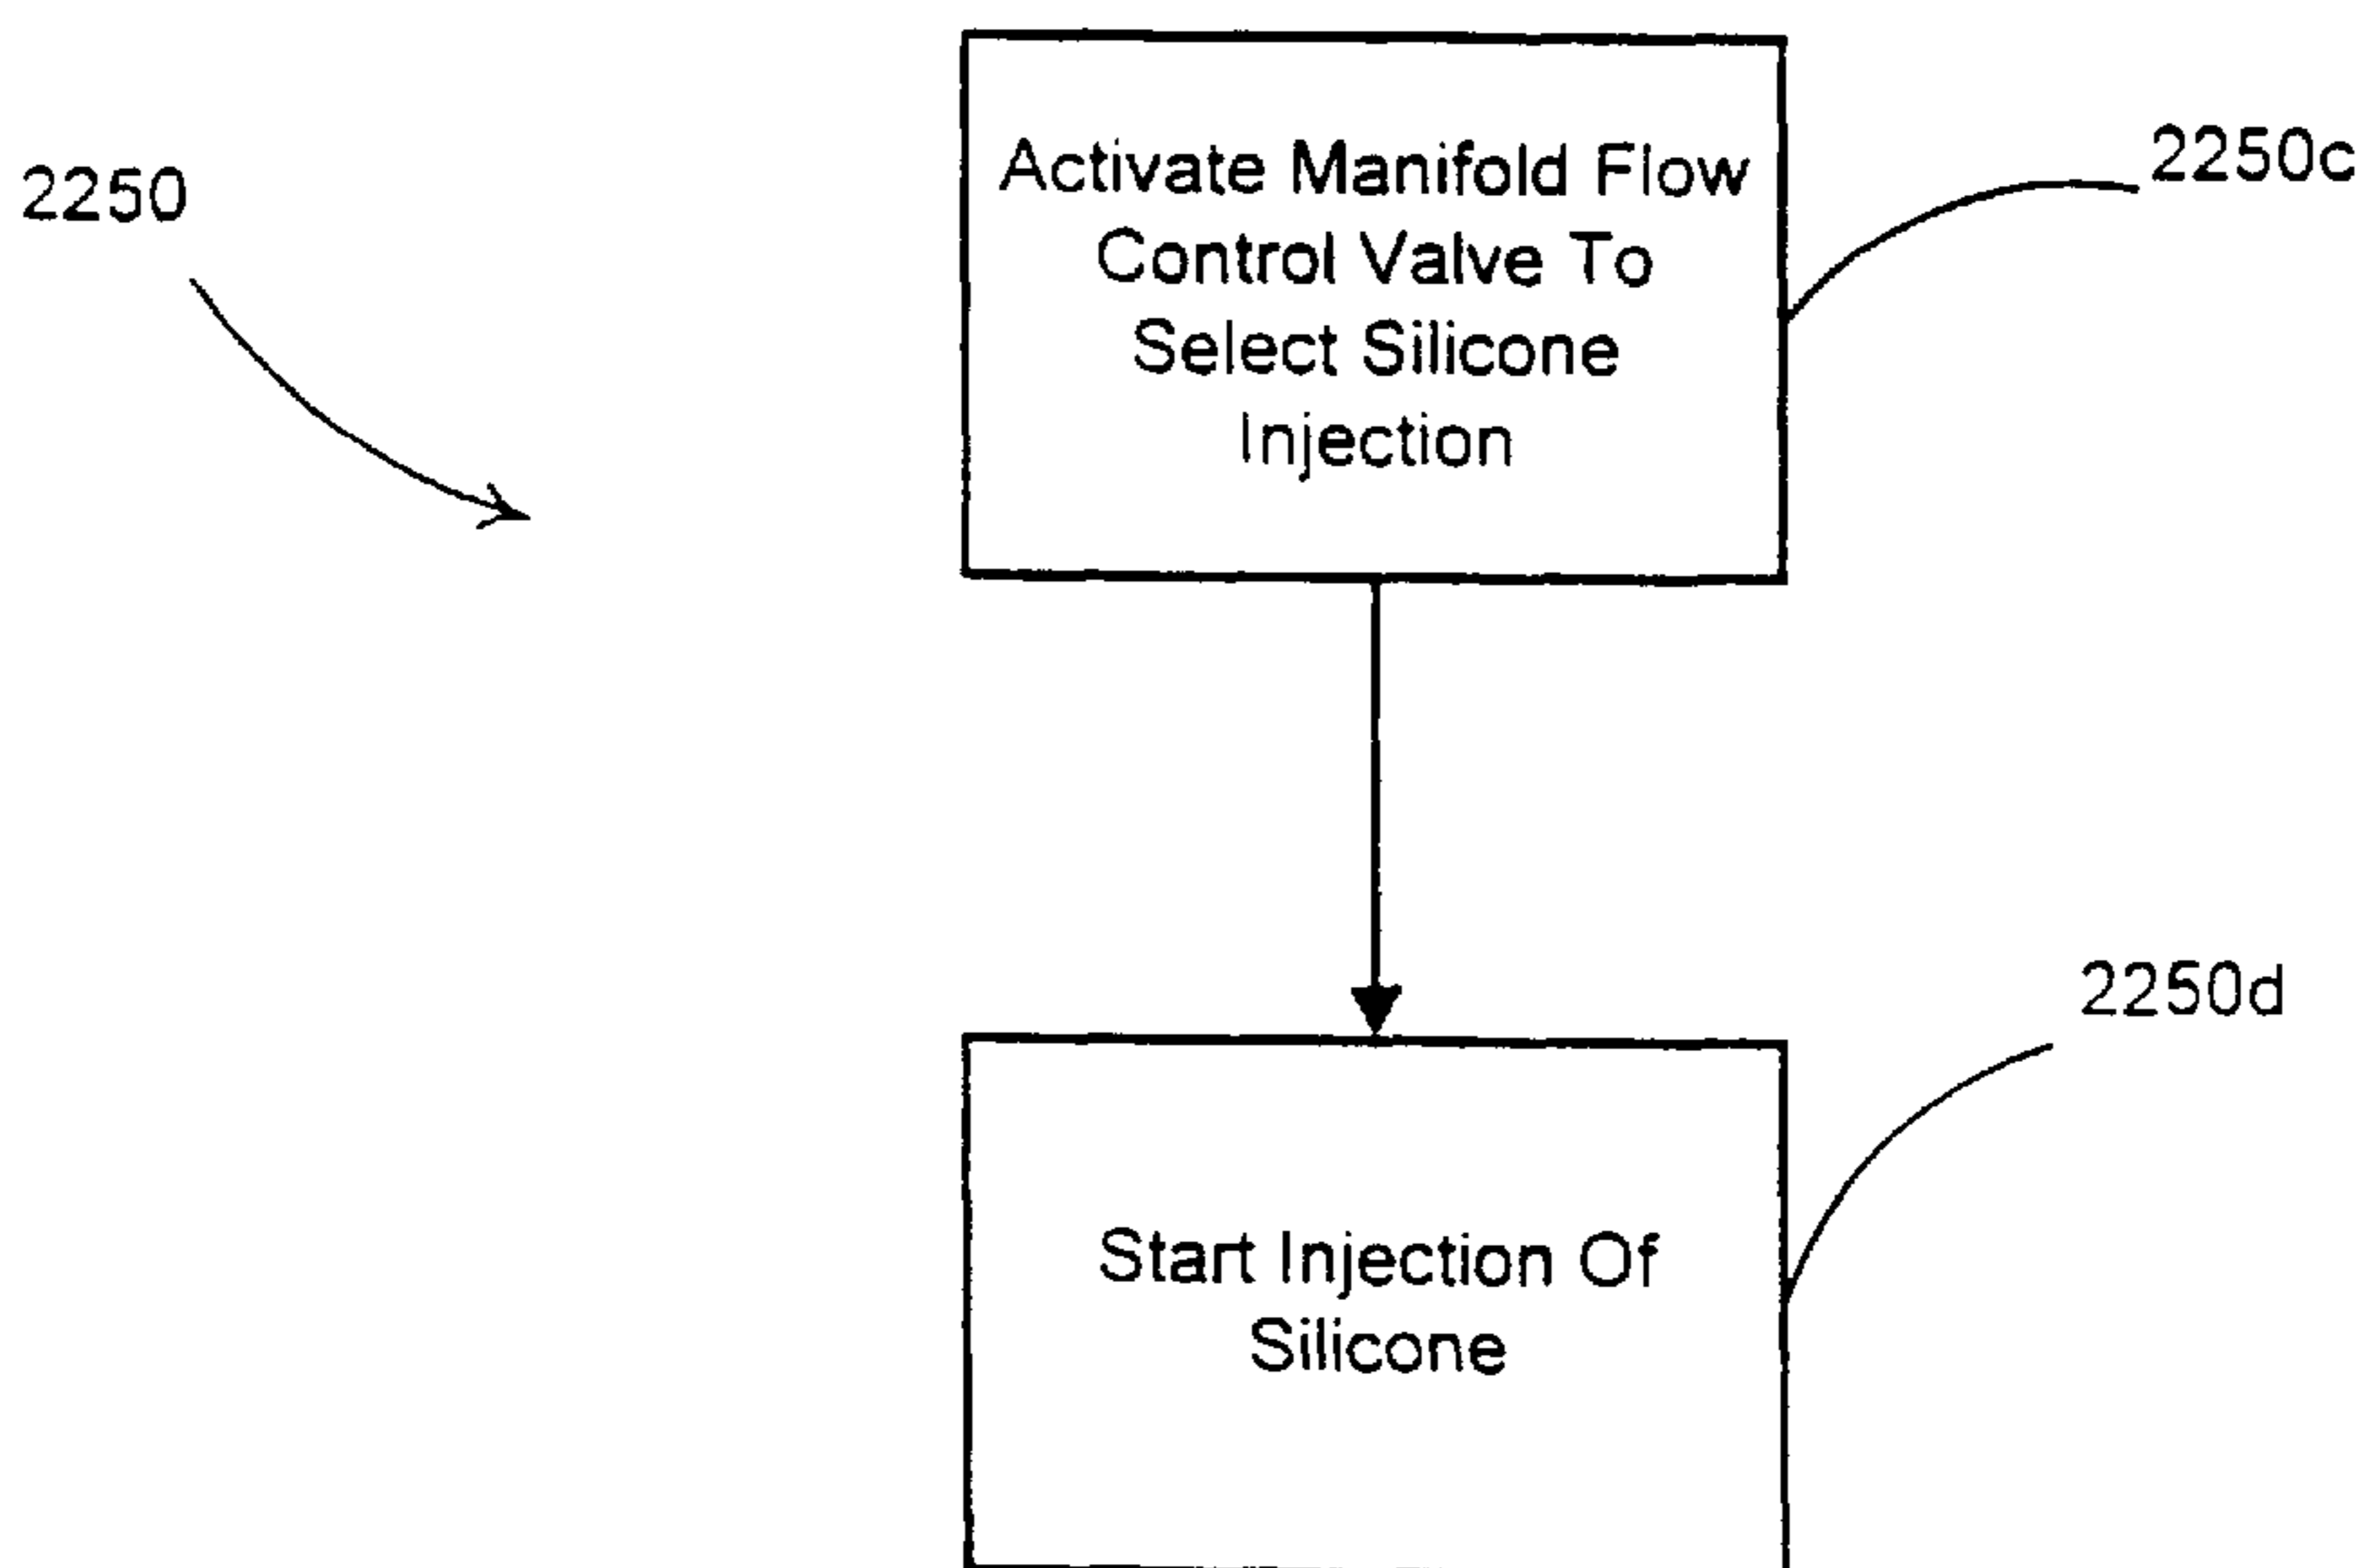 2250
Activate Manifold Flow
Control Valve To
Select Silicone
Injection
2250c
2250d
Start Injection Of
Silicone